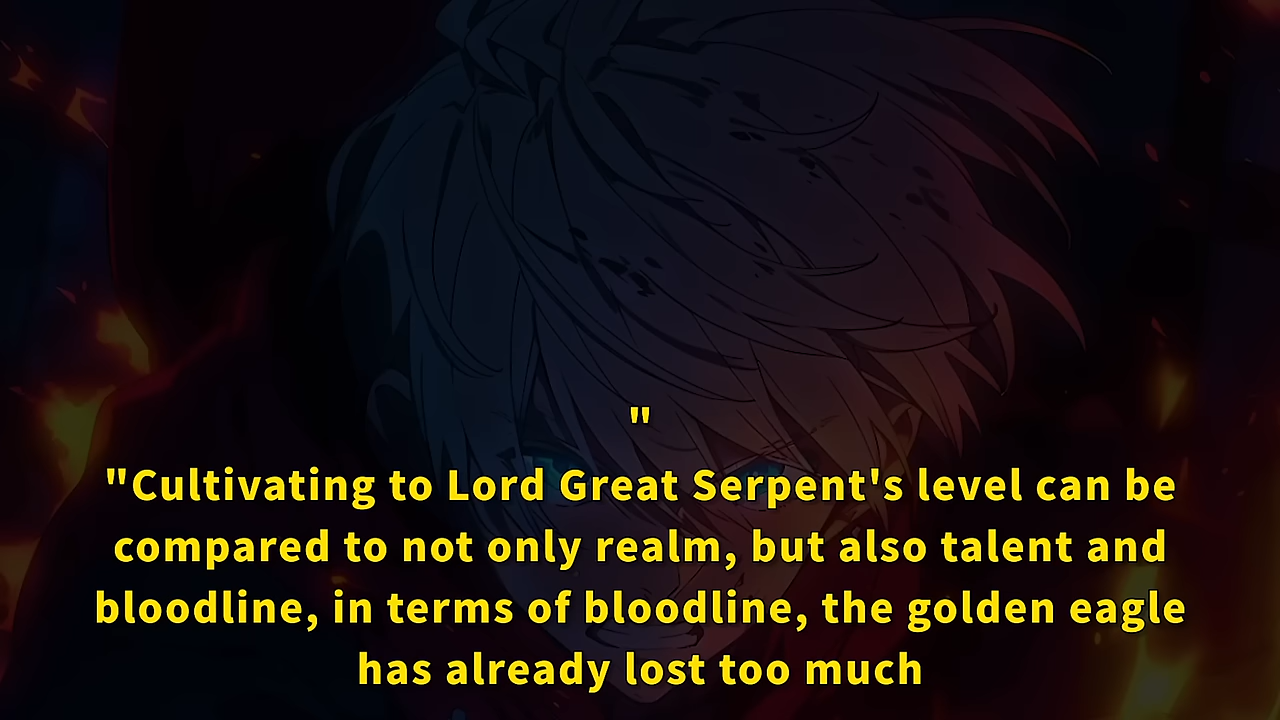 "
"Cultivating to Lord Great Serpent's level can be
compared to not only realm, but also talent and
bloodline, in terms of bloodline, the golden eagle
has already lost too much